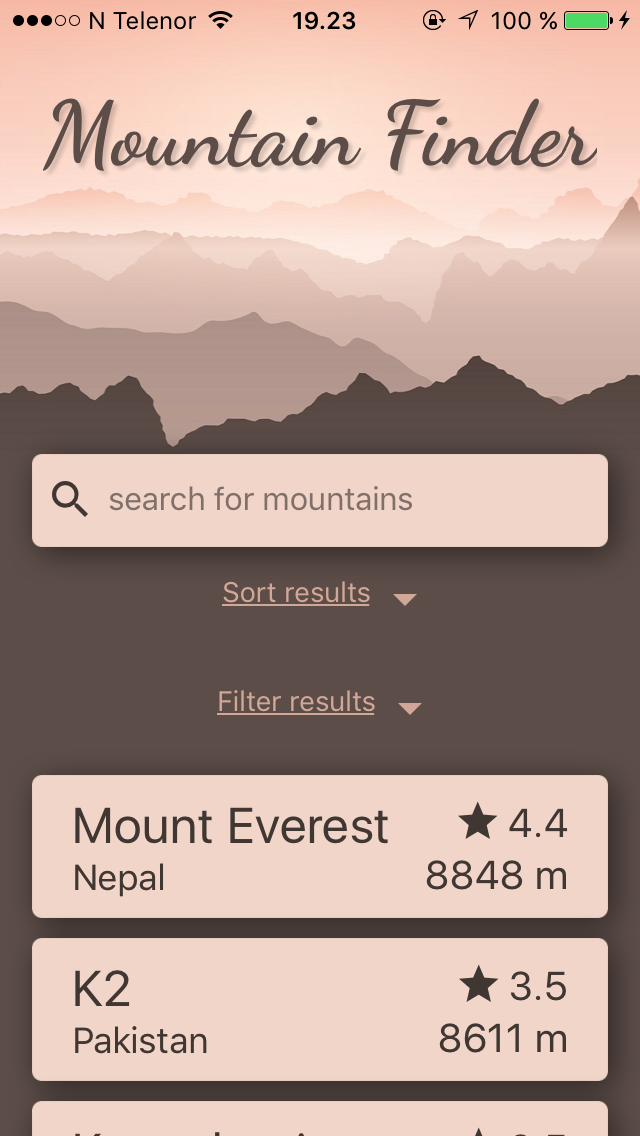 N Telenor 19.23 100 %
Mountain Finder
search for mountains
Sort results
Filter results
Mount Everest 4.4
Nepal 8848 m
K2 3.5
Pakistan 8611 m